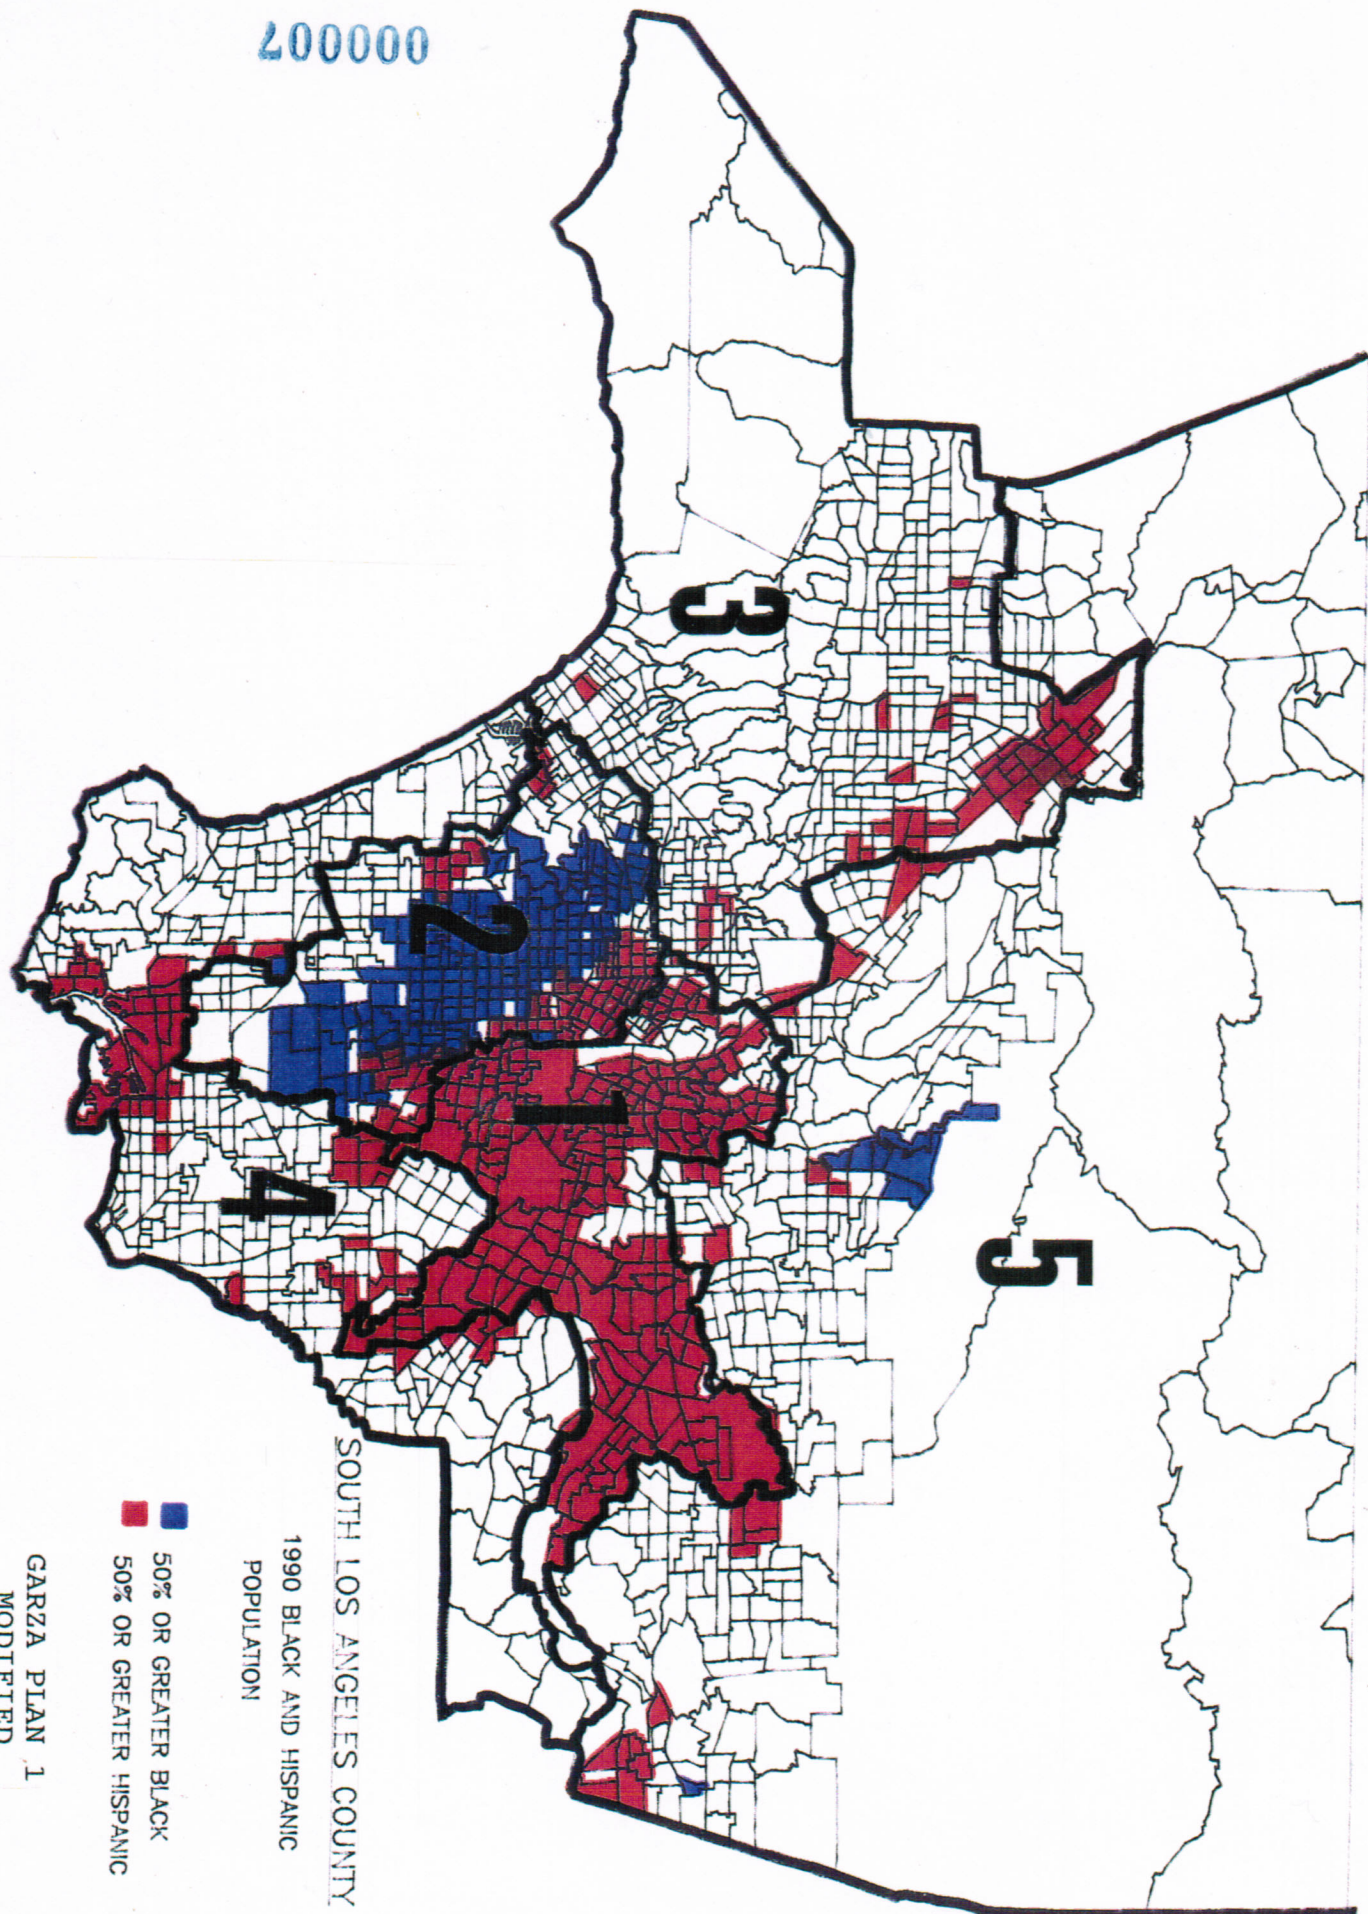 000007
3
2
1
4
5
SOUTH LOS ANGELES COUNTY
1990 BLACK AND HISPANIC
POPULATION
50% OR GREATER BLACK
50% OR GREATER HISPANIC
GARZA PLAN 1
MODIFIED